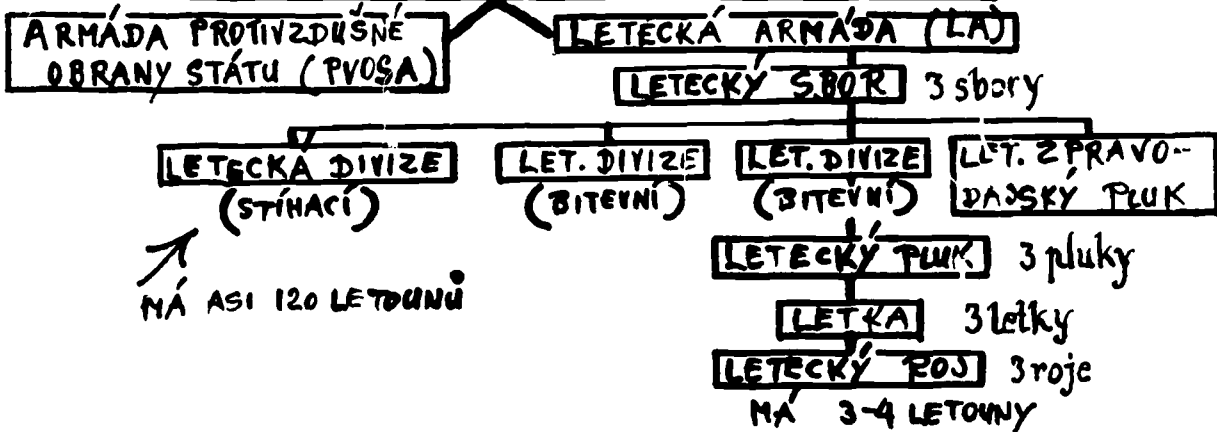 ARMÁDA PROTIVZDUŠNÉ
OBRANY STÁTU (PVOSA)
LETECKÁ ARMÁDA (LA)
LETECKÝ SBOR 3 sbory
LETECKÁ DIVIZE
(STÍHACÍ)
LET. DIVIZE
(BITEVNÍ)
LET. DIVIZE
(BITEVNÍ)
LET. ZPRAVO-
DAJSKÝ PLUK
MÁ ASI 120 LETOUNŮ
LETECKÝ PLUK 3 pluky
LETKA 3 letky
LETECKÝ ROJ 3 roje
MÁ 3-4 LETOUNY